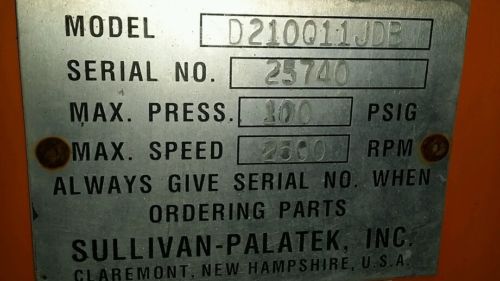 MODEL D210Q11JDB
SERIAL NO. 25740
MAX. PRESS. 100 PSIG
MAX. SPEED 2500 RPM
ALWAYS GIVE SERIAL NO. WHEN
ORDERING PARTS
SULLIVAN-PALATEK, INC.
CLAREMONT, NEW HAMPSHIRE, U.S.A.